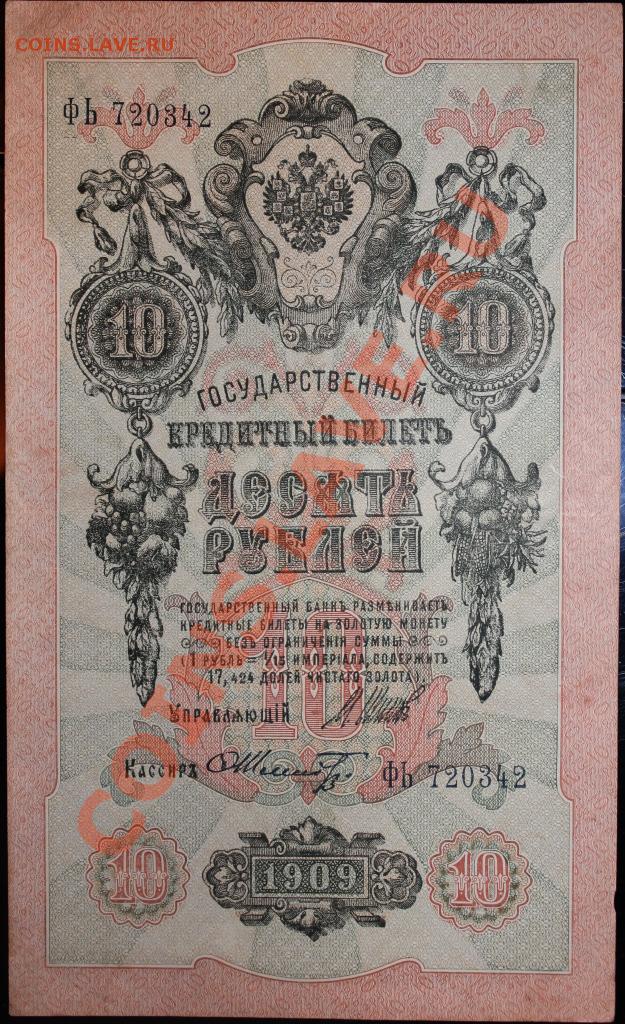 COINS.LAVE.RU
ФЬ 720342
10 10
ГОСУДАРСТВЕННЫЙ
КРЕДИТНЫЙ БИЛЕТЪ
ДЕСЯТЬ
РУБЛЕЙ
ГОСУДАРСТВЕННЫЙ БАНКЪ РАЗМѢНИВАЕТЪ
КРЕДИТНЫЕ БИЛЕТЫ НА ЗОЛОТУЮ МОНЕТУ
БЕЗЪ ОГРАНИЧЕНІЯ СУММЫ
(1 РУБЛЬ = 1/15 ИМПЕРІАЛА, СОДЕРЖИТЪ
17,424 ДОЛЕЙ ЧИСТАГО ЗОЛОТА).
10
УПРАВЛЯЮЩІЙ
КАССИРЪ
ФЬ 720342
10 1909 10
COINS.LAVE.RU